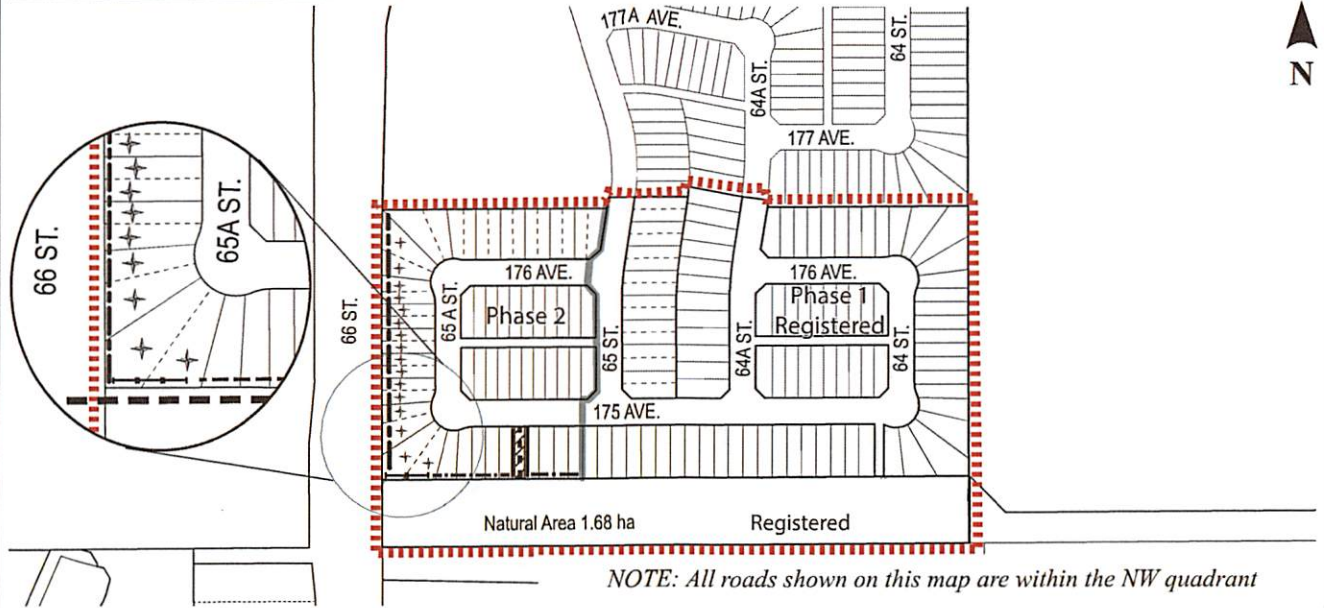 177A AVE.
64A ST.
64 ST.
N
177 AVE.
66 ST.
65A ST.
176 AVE.
176 AVE.
Phase 1
Registered
65 A ST.
Phase 2
66 ST.
65 ST.
64A ST.
64 ST.
175 AVE.
Natural Area 1.68 ha
Registered
NOTE: All roads shown on this map are within the NW quadrant